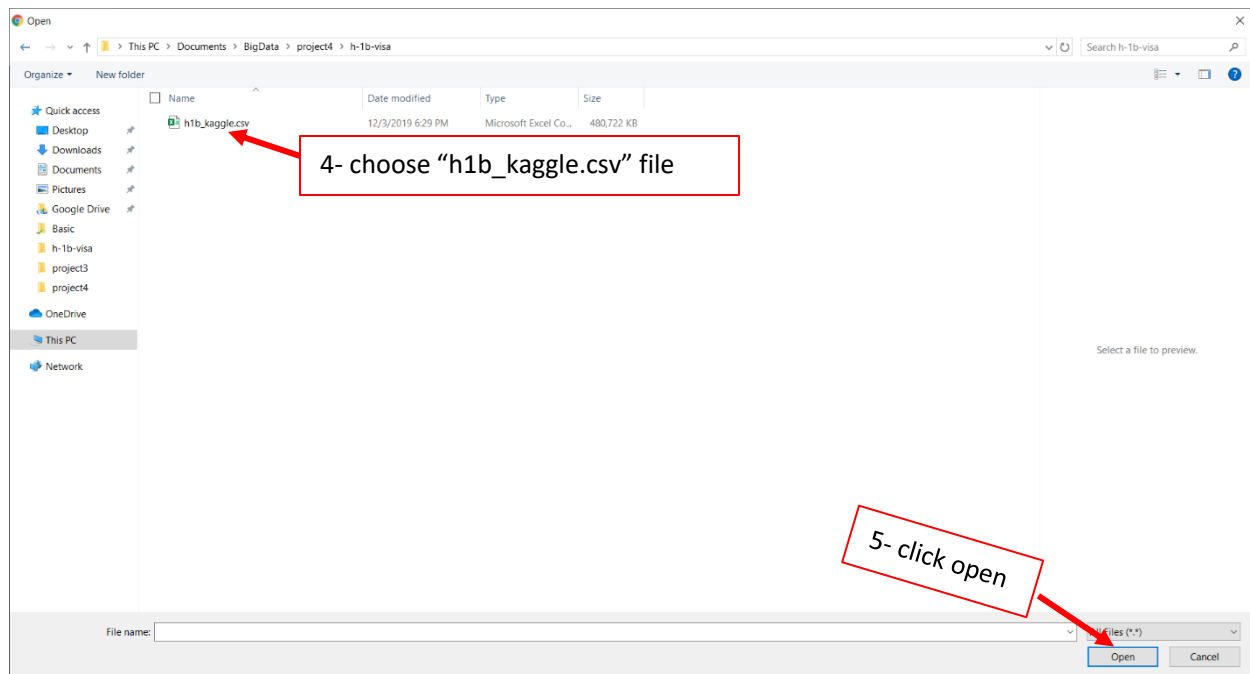 Open
This PC > Documents > BigData > project4 > h-1b-visa
Search h-1b-visa
Organize New folder
Name Date modified Type Size
Quick access
Desktop
Downloads
Documents
Pictures
Google Drive
Basic
h-1b-visa
project3
project4
OneDrive
This PC
Network
h1b_kaggle.csv 12/3/2019 6:29 PM Microsoft Excel Co... 480,722 KB
4- choose “h1b_kaggle.csv” file
Select a file to preview.
5- click open
File name:
Files (*.*)
Open Cancel